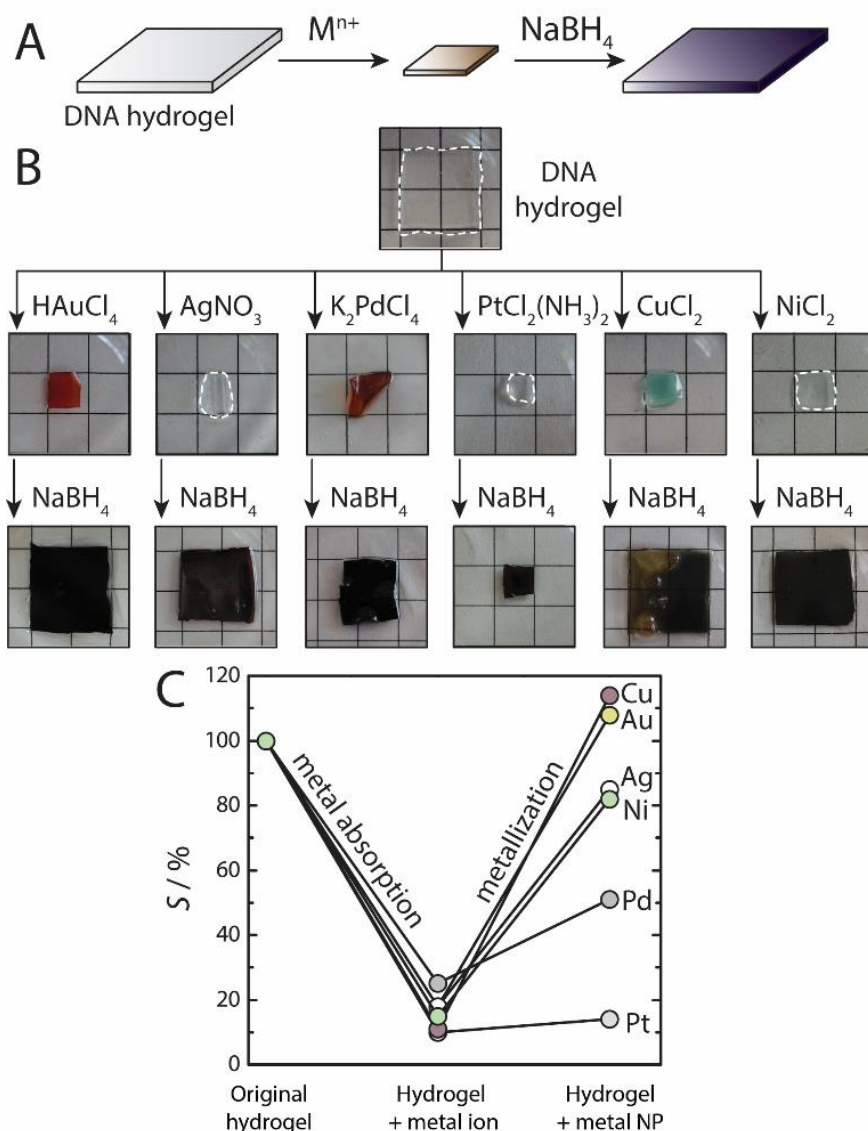 A
Mⁿ⁺
NaBH₄
DNA hydrogel
B
DNA
hydrogel
HAuCl₄
AgNO₃
K₂PdCl₄
PtCl₂(NH₃)₂
CuCl₂
NiCl₂
NaBH₄
NaBH₄
NaBH₄
NaBH₄
NaBH₄
NaBH₄
C
120
100
80
60
40
20
0
S / %
metal absorption
metallization
Cu
Au
Ag
Ni
Pd
Pt
Original
hydrogel
Hydrogel
+ metal ion
Hydrogel
+ metal NP